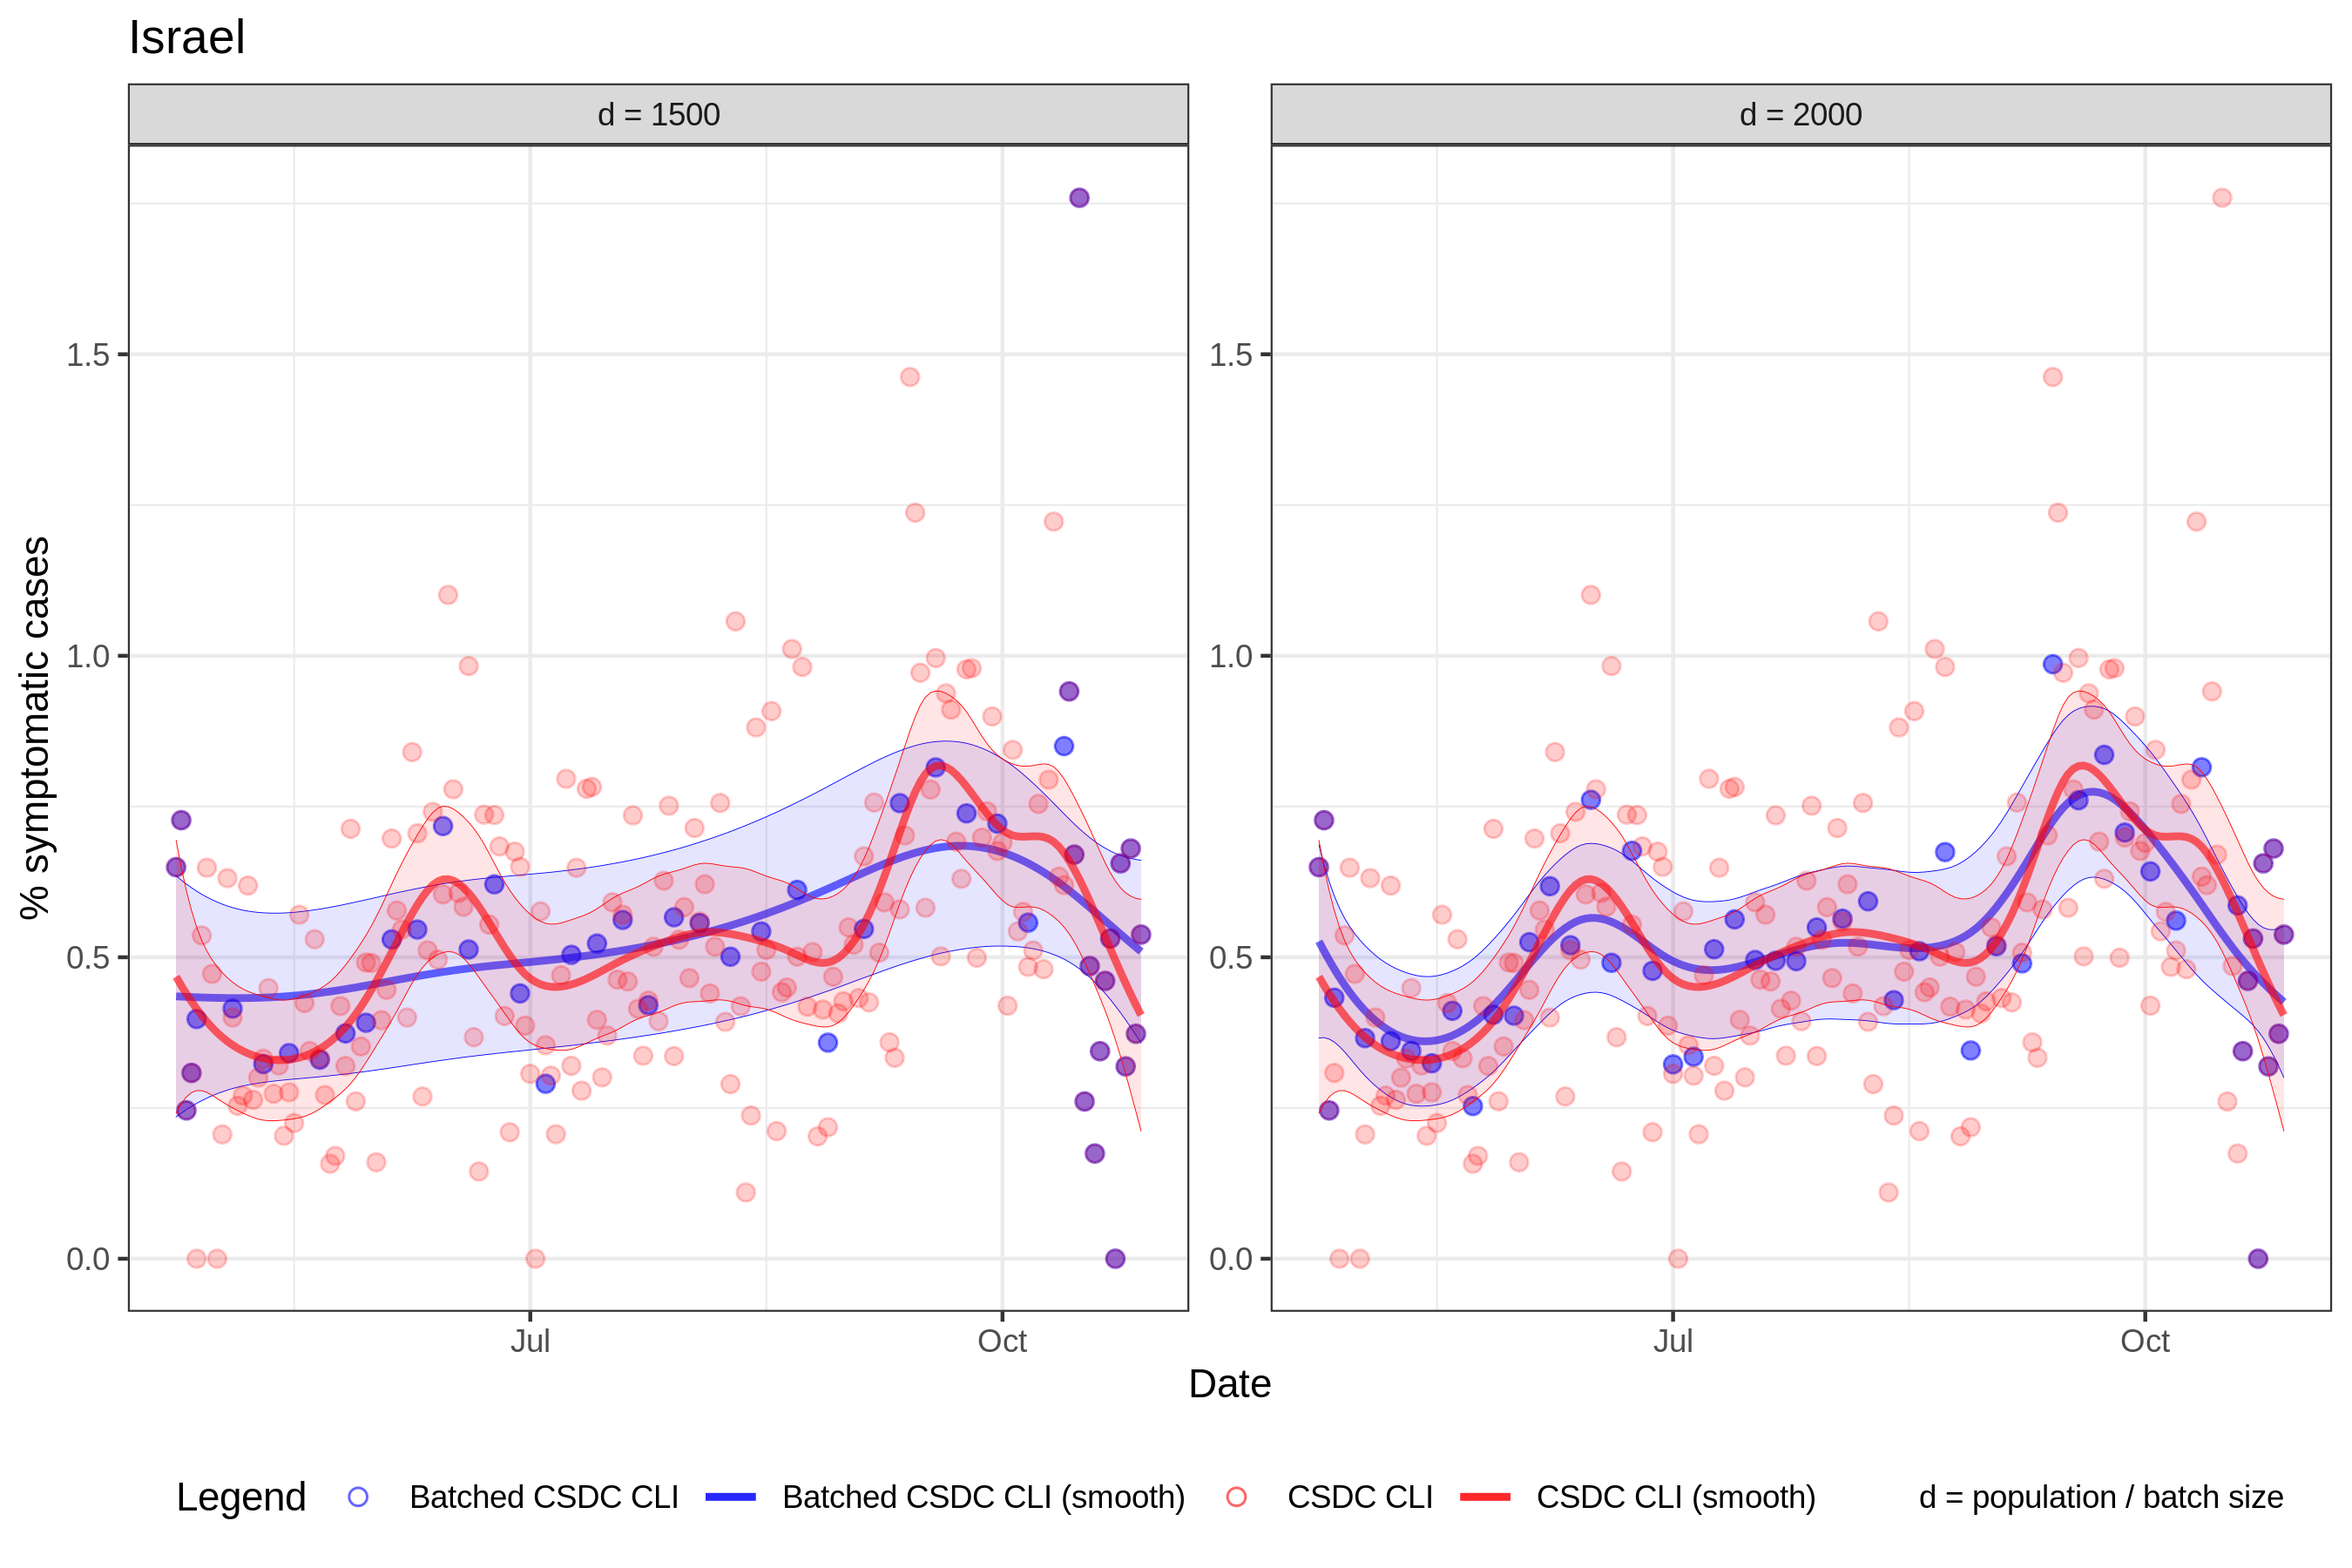 Israel
d = 1500
d = 2000
% symptomatic cases
1.5
1.0
0.5
0.0
1.5
1.0
0.5
0.0
Jul
Oct
Jul
Oct
Date
Legend
Batched CSDC CLI
Batched CSDC CLI (smooth)
CSDC CLI
CSDC CLI (smooth)
d = population / batch size